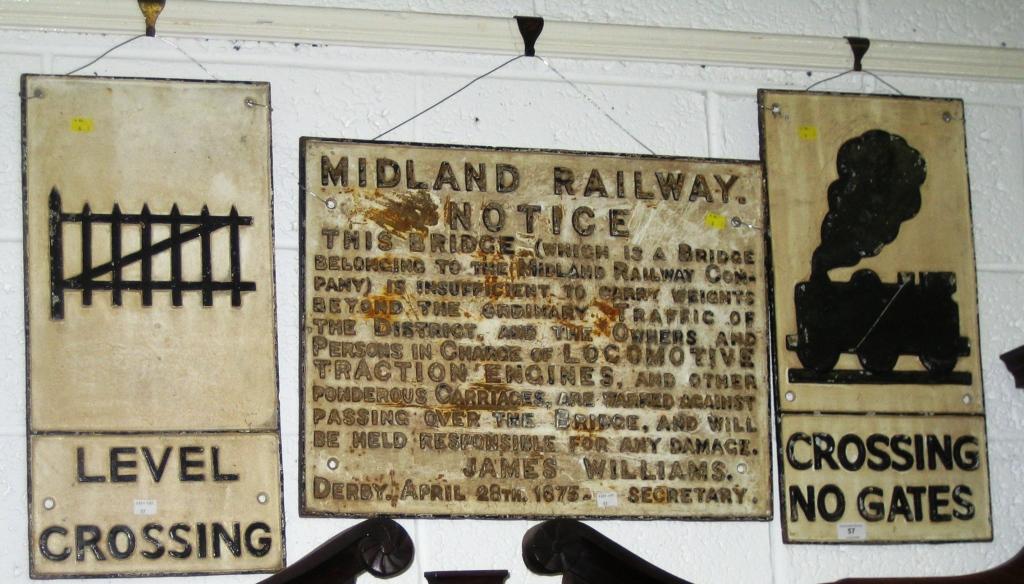 LEVEL
CROSSING
MIDLAND RAILWAY.
NOTICE
THIS BRIDGE (WHICH IS A BRIDGE
BELONGING TO THE MIDLAND RAILWAY COM-
PANY) IS INSUFFICIENT TO CARRY WEIGHTS
BEYOND THE ORDINARY TRAFFIC OF
THE DISTRICT, AND THE OWNERS AND
PERSONS IN CHARGE OF LOCOMOTIVE
TRACTION ENGINES, AND OTHER
PONDEROUS CARRIAGES, ARE WARNED AGAINST
PASSING OVER THE BRIDGE, AND WILL
BE HELD RESPONSIBLE FOR ANY DAMAGE.
JAMES WILLIAMS.
DERBY, APRIL 28TH. 1875. SECRETARY.
CROSSING
NO GATES
57